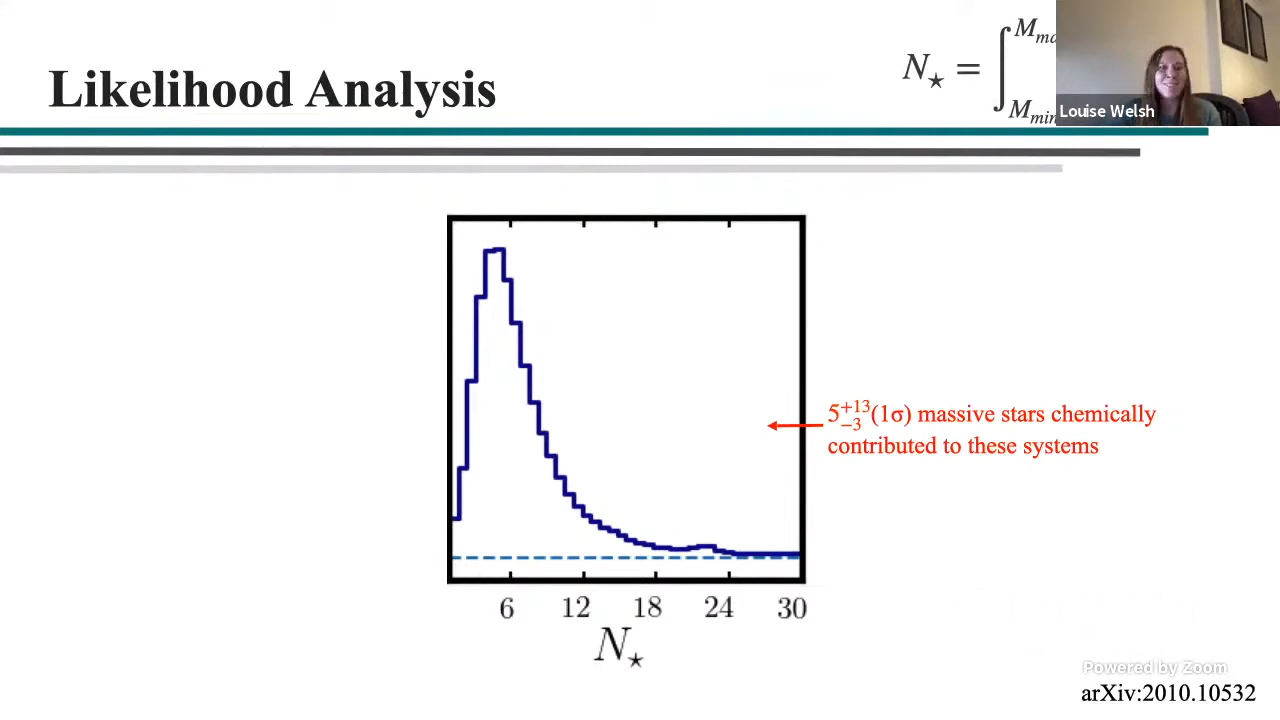 Likelihood Analysis
N⋆ = ∫
M
M_min
Louise Welsh
5^{+13}_{−3}(1σ) massive stars chemically
contributed to these systems
6 12 18 24 30
N⋆
Powered by Zoom
arXiv:2010.10532